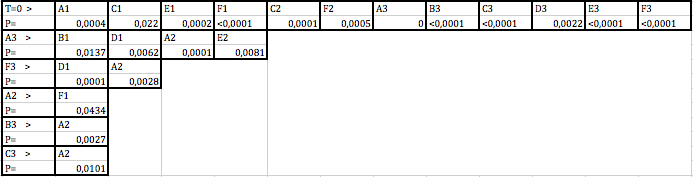 T=0 > A1 C1 E1 F1 C2 F2 A3 B3 C3 D3 E3 F3
P= 0,0004 0,022 0,0002 <0,0001 0,0001 0,0005 0 <0,0001 <0,0001 0,0022 <0,0001 <0,0001
A3 > B1 D1 A2 E2
P= 0,0137 0,0062 0,0001 0,0081
F3 > D1 A2
P= 0,0001 0,0028
A2 > F1
P= 0,0434
B3 > A2
P= 0,0027
C3 > A2
P= 0,0101